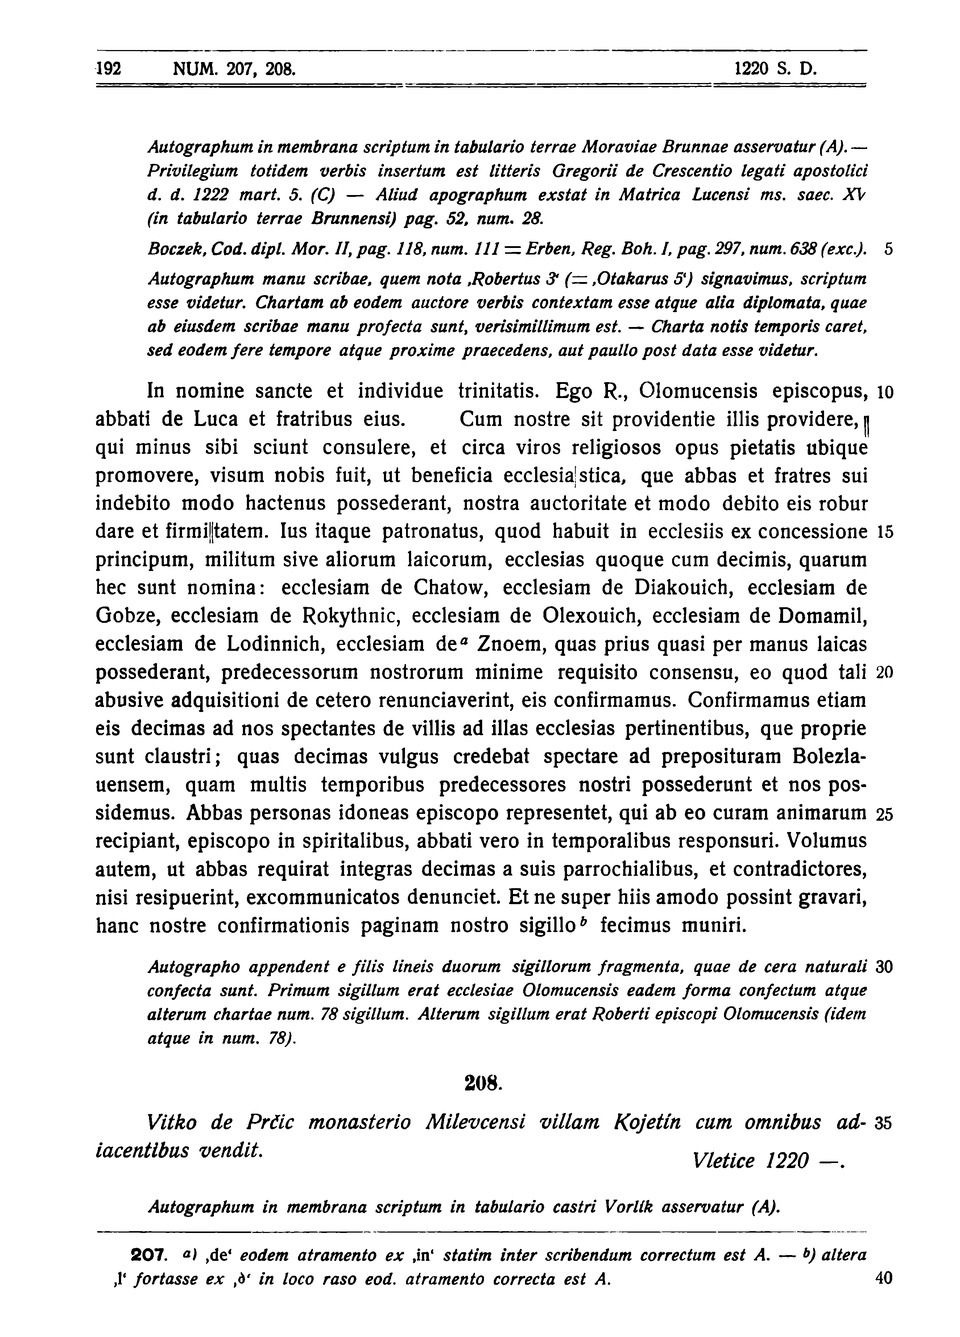 192 NUM. 207, 208. 1220 S. D.
Autographum in membrana scriptum in tabulario terrae Moraviae Brunnae asservatur (A). —
Privilegium totidem verbis insertum est litteris Gregorii de Crescentio legati apostolici
d. d. 1222 mart. 5. (C) — Aliud apographum exstat in Matrica Lucensi ms. saec. XV
(in tabulario terrae Brunnensi) pag. 52, num. 28.
Boczek, Cod. dipl. Mor. II, pag. 118, num. 111 = Erben, Reg. Boh. I, pag. 297, num. 638 (exc.). 5
Autographum manu scribae, quem nota ‚Robertus 3‘ (= ‚Otakarus 5‘) signavimus, scriptum
esse videtur. Chartam ab eodem auctore verbis contextam esse atque alia diplomata, quae
ab eiusdem scribae manu profecta sunt, verisimillimum est. — Charta notis temporis caret,
sed eodem fere tempore atque proxime praecedens, aut paullo post data esse videtur.
In nomine sancte et individue trinitatis. Ego R., Olomucensis episcopus, 10
abbati de Luca et fratribus eius. Cum nostre sit providentie illis providere, ||
qui minus sibi sciunt consulere, et circa viros religiosos opus pietatis ubique
promovere, visum nobis fuit, ut beneficia ecclesia|stica, que abbas et fratres sui
indebito modo hactenus possederant, nostra auctoritate et modo debito eis robur
dare et firmi||tatem. Ius itaque patronatus, quod habuit in ecclesiis ex concessione 15
principum, militum sive aliorum laicorum, ecclesias quoque cum decimis, quarum
hec sunt nomina: ecclesiam de Chatow, ecclesiam de Diakouich, ecclesiam de
Gobze, ecclesiam de Rokythnic, ecclesiam de Olexouich, ecclesiam de Domamil,
ecclesiam de Lodinnich, ecclesiam de a Znoem, quas prius quasi per manus laicas
possederant, predecessorum nostrorum minime requisito consensu, eo quod tali 20
abusive adquisitioni de cetero renunciaverint, eis confirmamus. Confirmamus etiam
eis decimas ad nos spectantes de villis ad illas ecclesias pertinentibus, que proprie
sunt claustri; quas decimas vulgus credebat spectare ad preposituram Bolezla-
uensem, quam multis temporibus predecessores nostri possederunt et nos pos-
sidemus. Abbas personas idoneas episcopo representet, qui ab eo curam animarum 25
recipiant, episcopo in spiritalibus, abbati vero in temporalibus responsuri. Volumus
autem, ut abbas requirat integras decimas a suis parrochialibus, et contradictores,
nisi resipuerint, excommunicatos denunciet. Et ne super hiis amodo possint gravari,
hanc nostre confirmationis paginam nostro sigillo b fecimus muniri.
Autographo appendent e filis lineis duorum sigillorum fragmenta, quae de cera naturali 30
confecta sunt. Primum sigillum erat ecclesiae Olomucensis eadem forma confectum atque
alterum chartae num. 78 sigillum. Alterum sigillum erat Roberti episcopi Olomucensis (idem
atque in num. 78).
208.
Vitko de Prčic monasterio Milevcensi villam Kojetín cum omnibus ad- 35
iacentibus vendit.
Vletice 1220 —.
Autographum in membrana scriptum in tabulario castri Vorlík asservatur (A).
207. a) ‚de‘ eodem atramento ex ‚in‘ statim inter scribendum correctum est A. — b) altera
‚l‘ fortasse ex ‚ꝺ‘ in loco raso eod. atramento correcta est A. 40